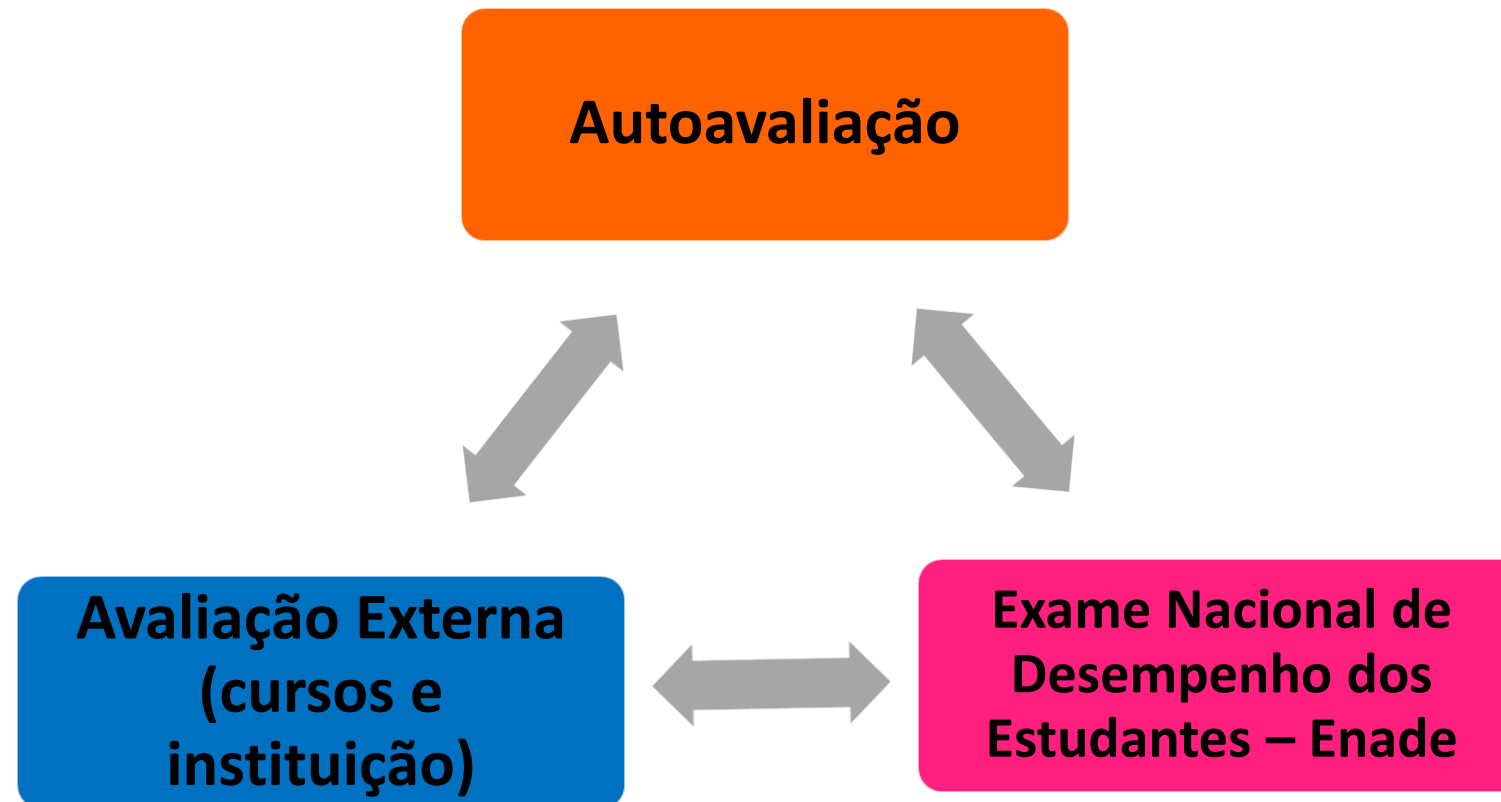 Autoavaliação
Avaliação Externa
(cursos e
instituição)
Exame Nacional de
Desempenho dos
Estudantes – Enade